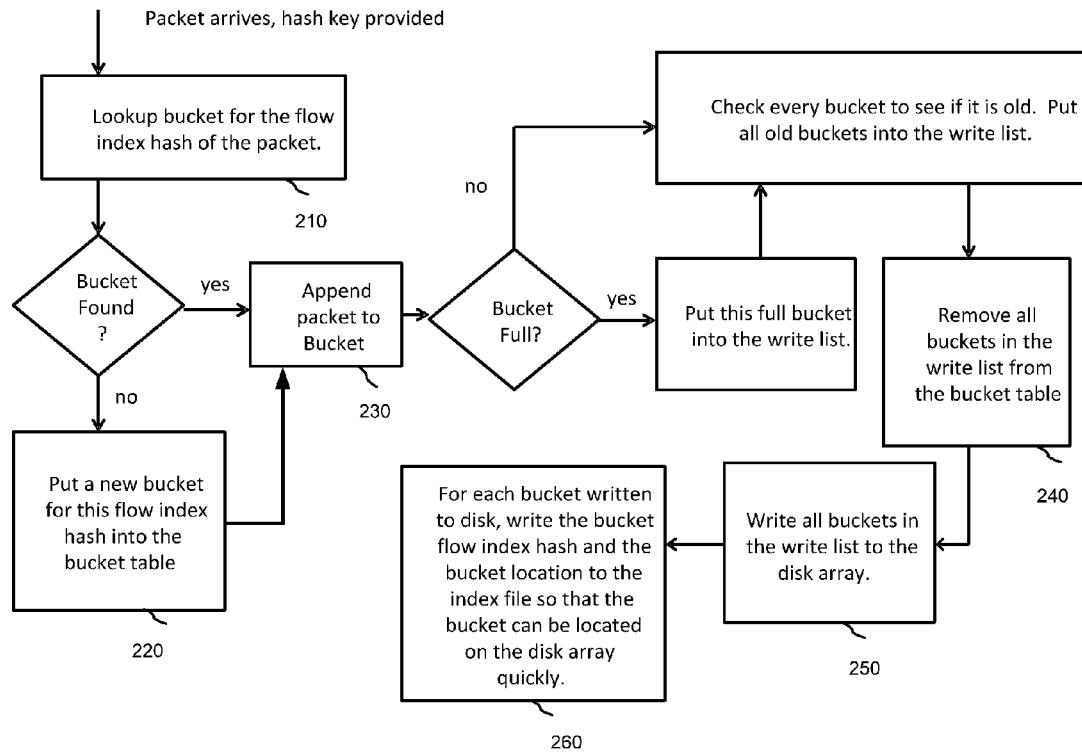 Packet arrives, hash key provided
Lookup bucket for the flow
index hash of the packet.
210
Bucket
Found
?
yes
no
Put a new bucket
for this flow index
hash into the
bucket table
220
Append
packet to
Bucket
230
Bucket
Full?
no
yes
Put this full bucket
into the write list.
Check every bucket to see if it is old.  Put
all old buckets into the write list.
Remove all
buckets in the
write list from
the bucket table
240
Write all buckets in
the write list to the
disk array.
250
For each bucket written
to disk, write the bucket
flow index hash and the
bucket location to the
index file so that the
bucket can be located
on the disk array
quickly.
260